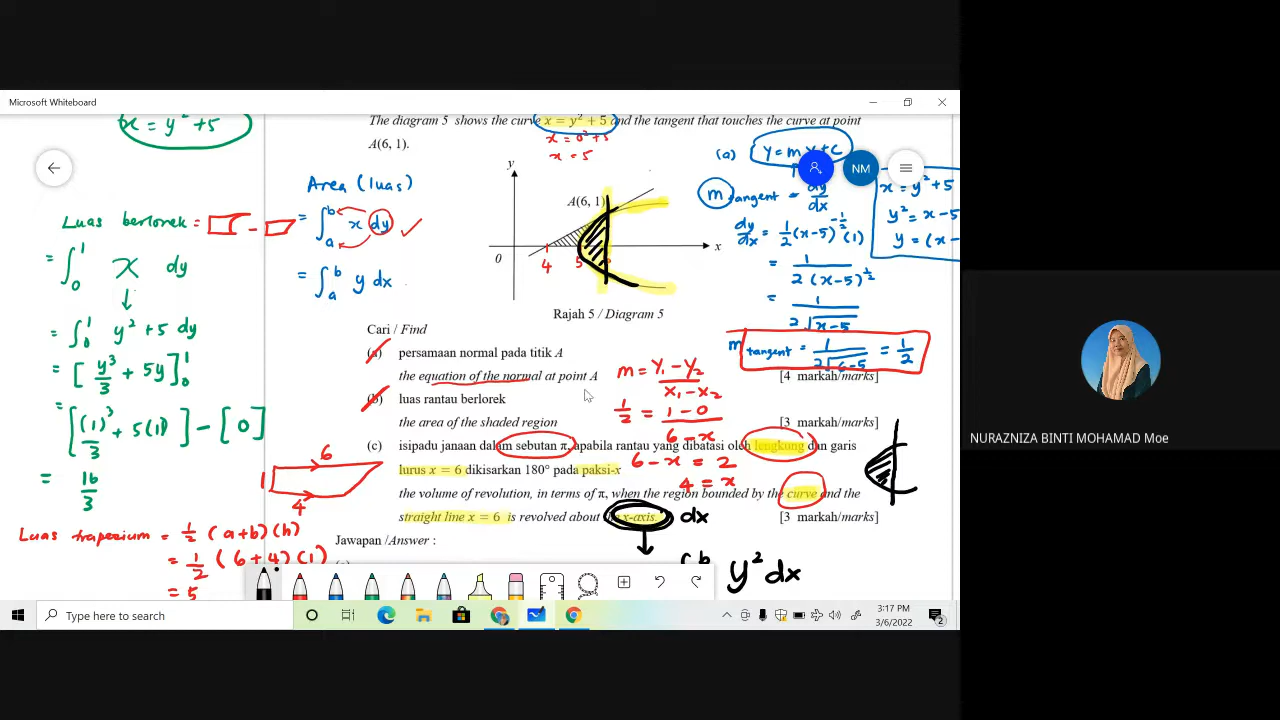 Microsoft Whiteboard
x = y² + 5
The diagram 5 shows the curve x = y² + 5 and the tangent that touches the curve at point
A(6, 1).
x = 5
Area (luas)
= ∫ₐᵇ x dy ✓
= ∫ₐᵇ y dx
Luas berlorek =
= ∫₀¹ x dy
= ∫₀¹ y² + 5 dy
= [y³/3 + 5y]₀¹
= [(1)³/3 + 5(1)] - [0]
= 16/3
6
1
4
Luas trapezium = 1/2 (a+b)(h)
= 1/2 (6+4)(1)
= 5
y
A(6, 1)
0
4
5
x
Rajah 5 / Diagram 5
(a) y = mx + c
NM
m tangent = dy/dx
dy/dx = 1/2 (x-5)^-1/2 (1)
= 1 / 2(x-5)^1/2
= 1 / 2√x-5
m tangent = 1 / 2√6-5 = 1/2
x = y² + 5
y² = x - 5
y = (x -
Cari / Find
(a) persamaan normal pada titik A
the equation of the normal at point A [4 markah/marks]
(b) luas rantau berlorek
the area of the shaded region [3 markah/marks]
(c) isipadu janaan dalam sebutan π, apabila rantau yang dibatasi oleh lengkung dan garis
lurus x = 6 dikisarkan 180° pada paksi-x
the volume of revolution, in terms of π, when the region bounded by the curve and the
straight line x = 6 is revolved about the x-axis. [3 markah/marks]
Jawapan /Answer :
m = y₁ - y₂ / x₁ - x₂
1/2 = 1 - 0 / 6 - x
6 - x = 2
4 = x
dx
y² dx
NURAZNIZA BINTI MOHAMAD Moe
Type here to search
3:17 PM
3/6/2022
2